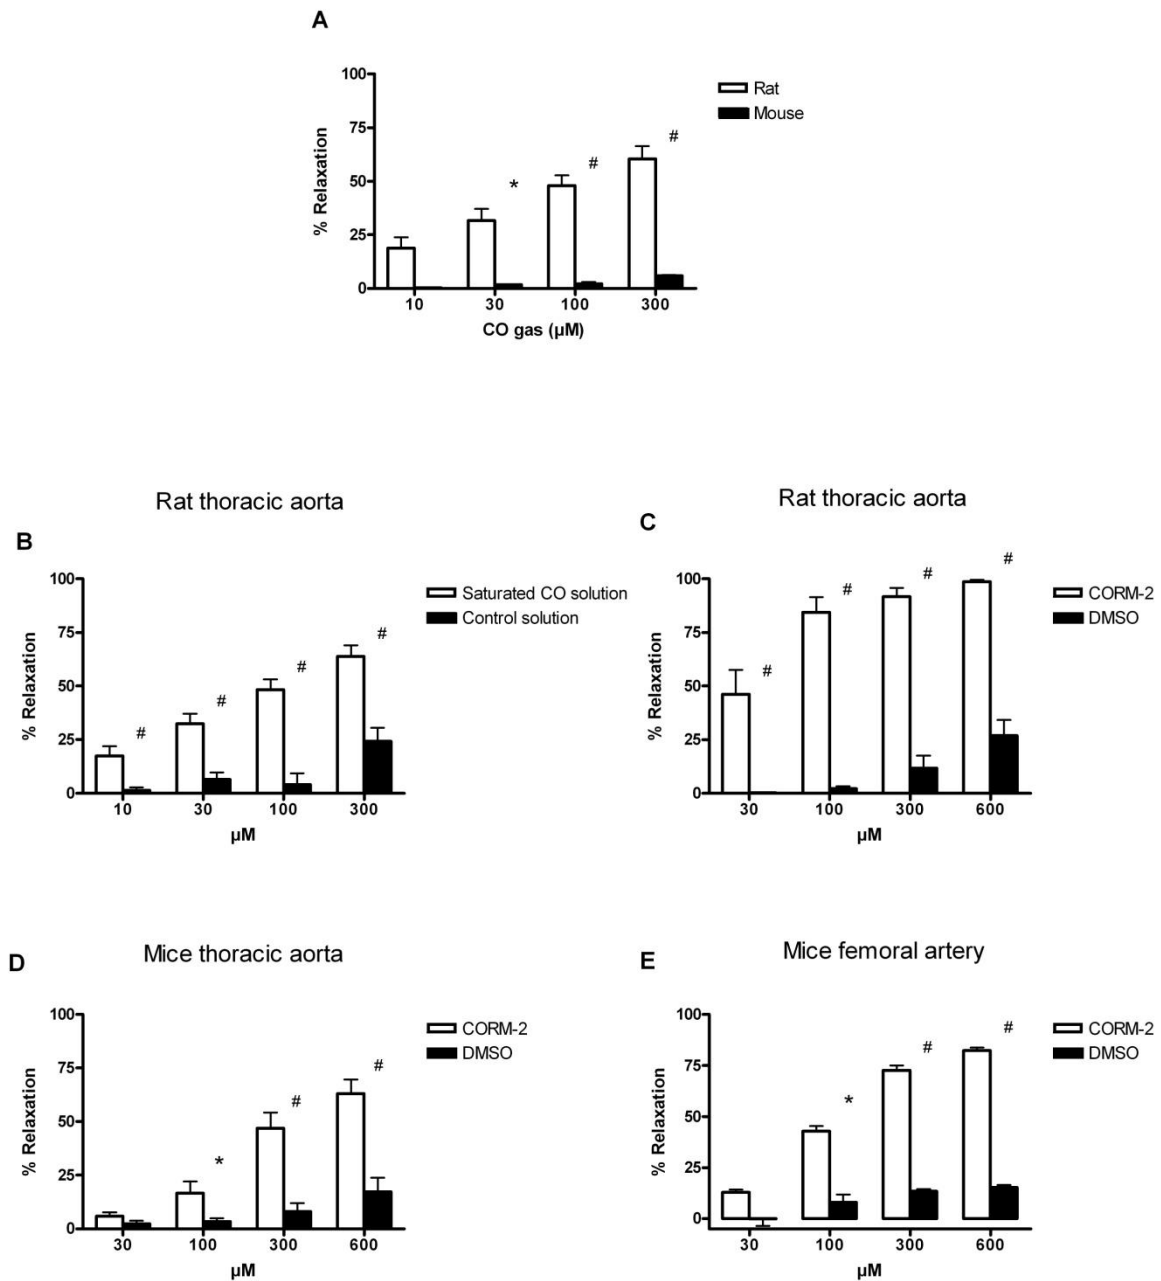 A
100
75
50
25
0
% Relaxation
*
#
#
Rat
Mouse
10 30 100 300
CO gas (µM)
Rat thoracic aorta
B
100
75
50
25
0
% Relaxation
#
#
#
#
Saturated CO solution
Control solution
10 30 100 300
µM
Rat thoracic aorta
C
100
75
50
25
0
% Relaxation
#
#
#
#
CORM-2
DMSO
30 100 300 600
µM
Mice thoracic aorta
D
100
75
50
25
0
% Relaxation
*
#
#
CORM-2
DMSO
30 100 300 600
µM
Mice femoral artery
E
100
75
50
25
0
% Relaxation
*
#
#
CORM-2
DMSO
30 100 300 600
µM